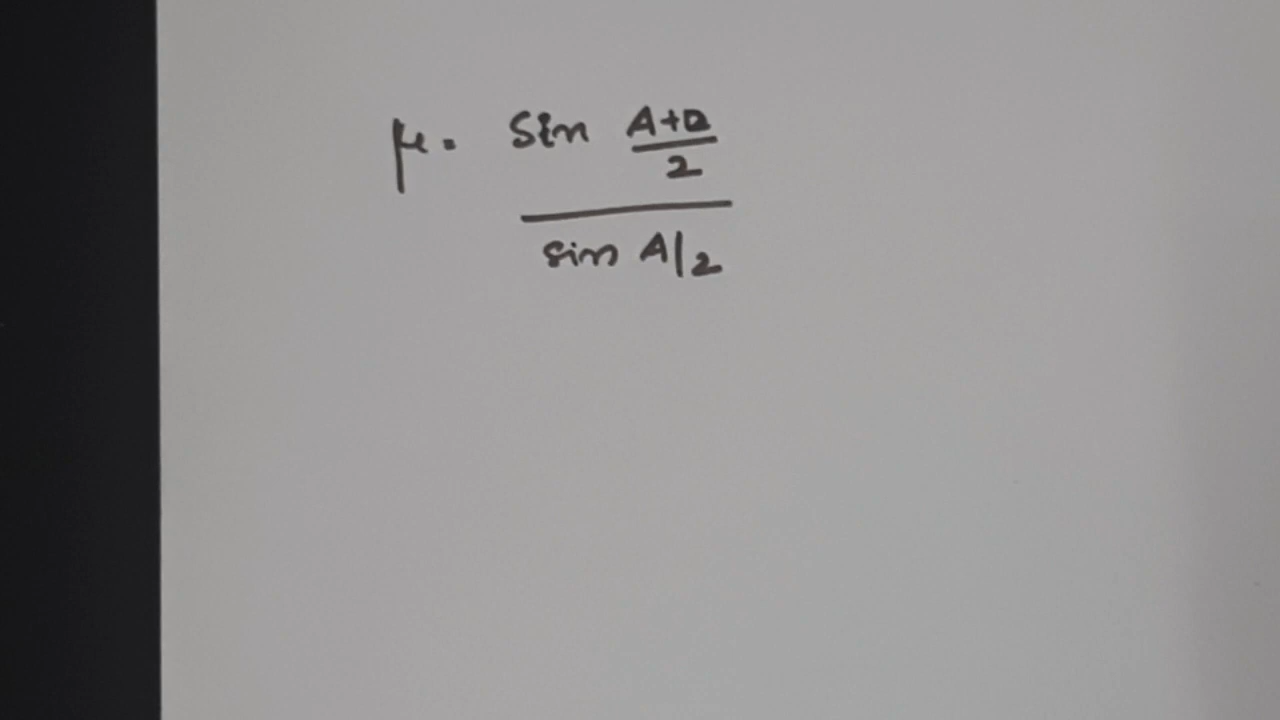 μ = Sin A+D
2
sin A/2